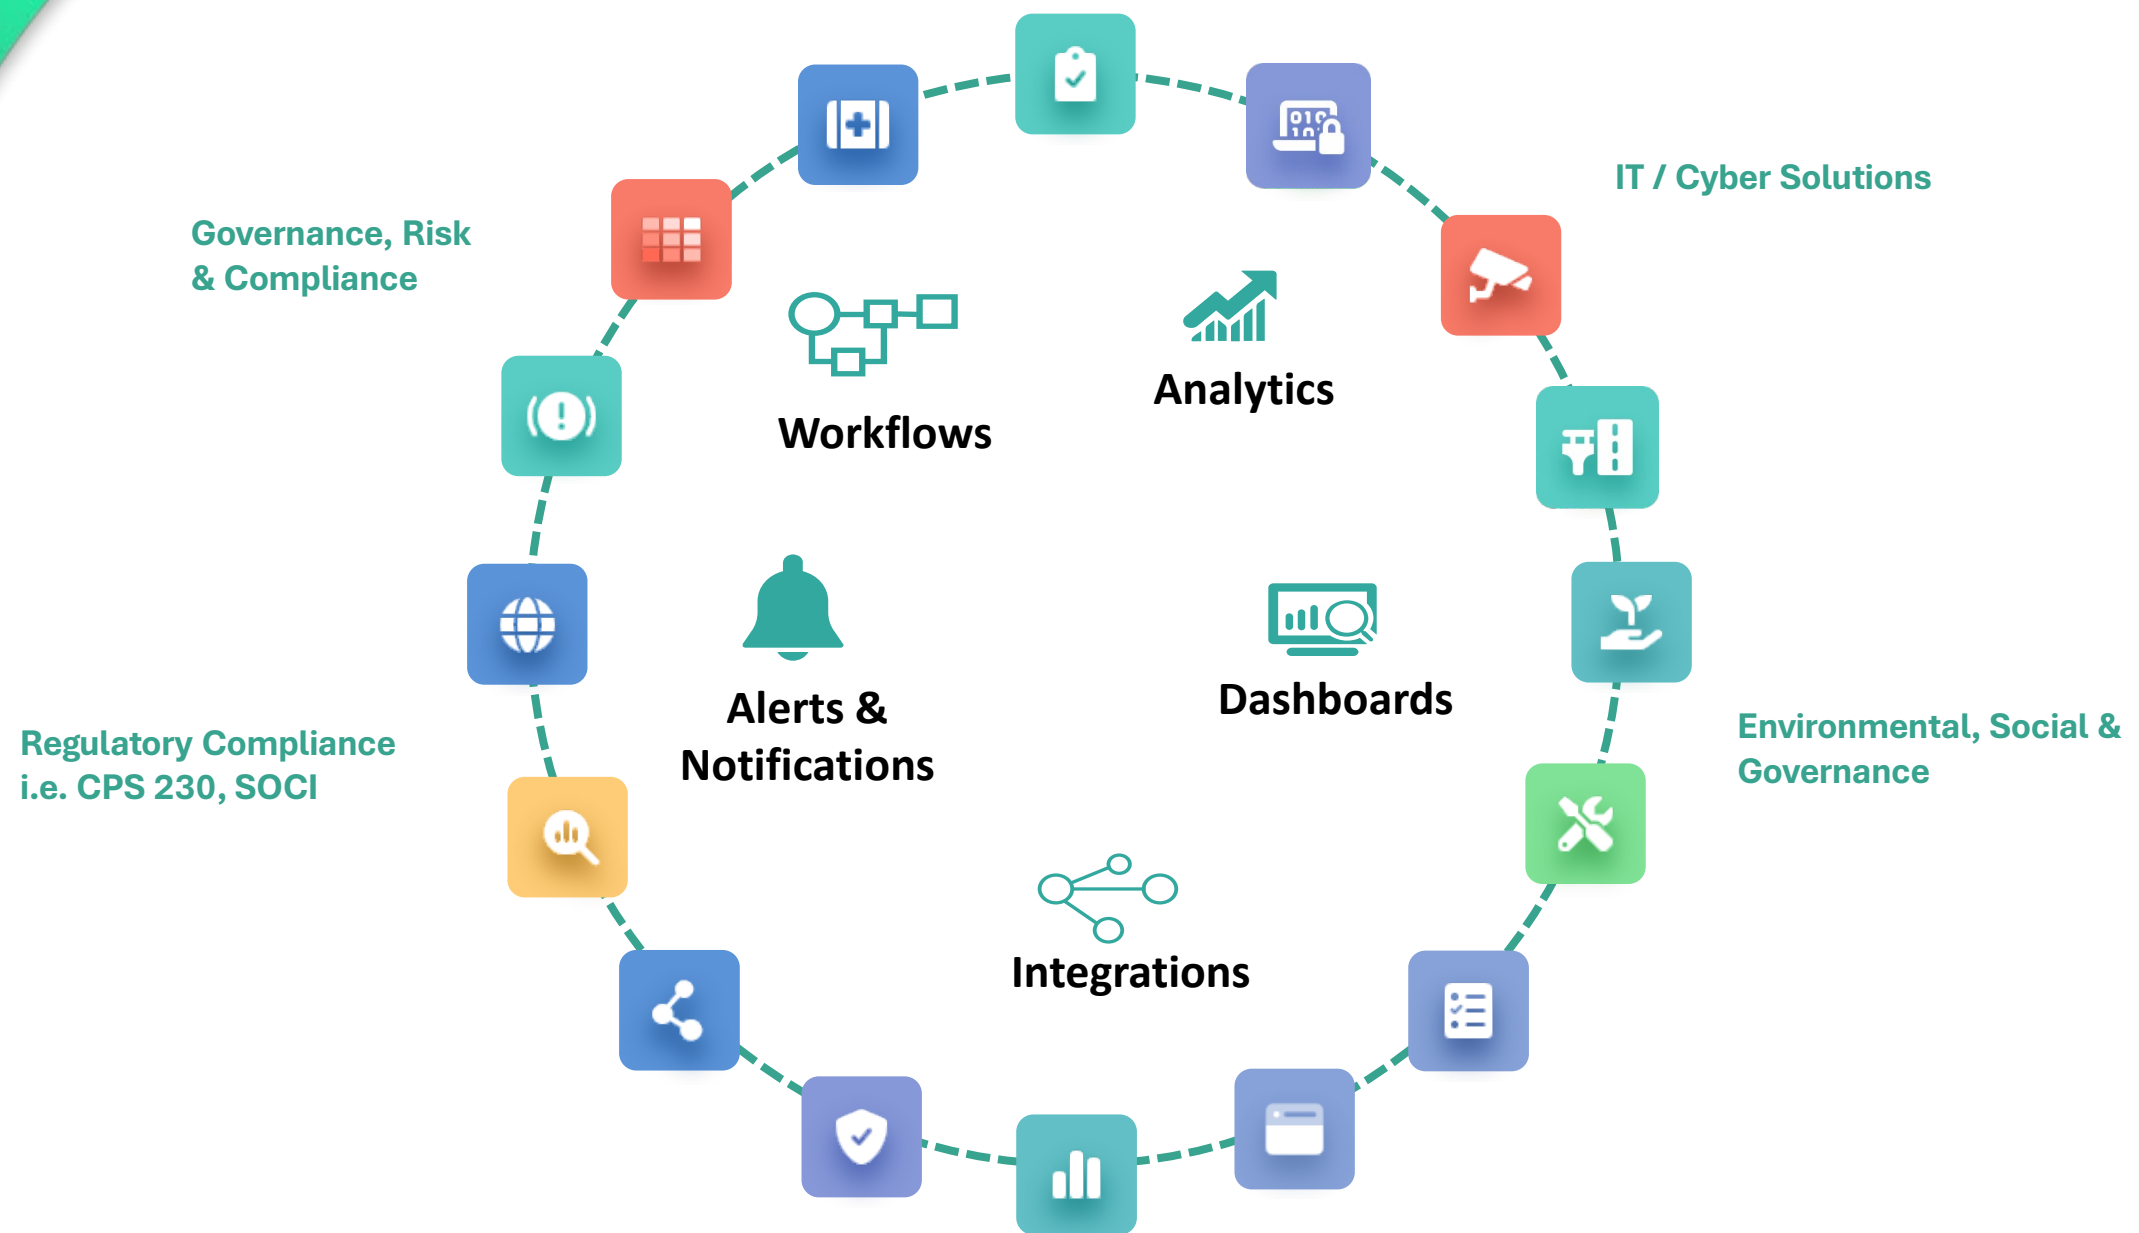 IT / Cyber Solutions
Governance, Risk
& Compliance
Workflows
Analytics
Alerts &
Notifications
Dashboards
Regulatory Compliance
i.e. CPS 230, SOCI
Environmental, Social &
Governance
Integrations